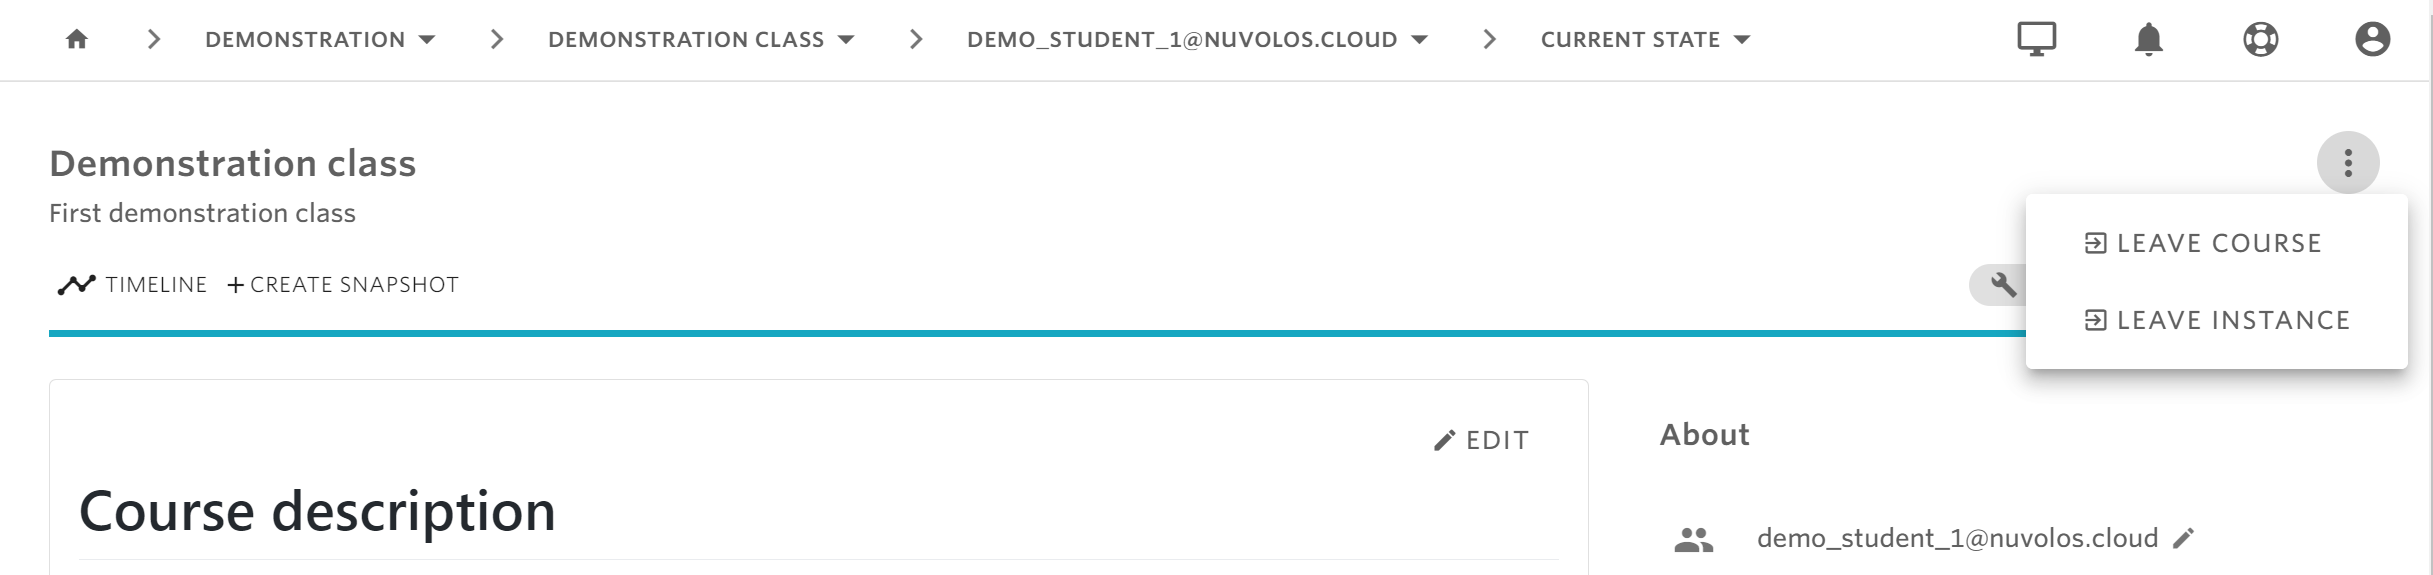 DEMONSTRATION
DEMONSTRATION CLASS
DEMO_STUDENT_1@NUVOLOS.CLOUD
CURRENT STATE
Demonstration class
First demonstration class
LEAVE COURSE
TIMELINE
+CREATE SNAPSHOT
LEAVE INSTANCE
EDIT
About
Course description
demo_student_1@nuvolos.cloud